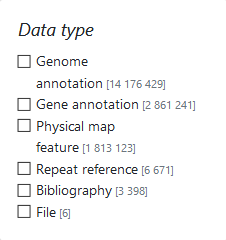 Data type
Genome
annotation [14 176 429]
Gene annotation [2 861 241]
Physical map
feature [1 813 123]
Repeat reference [6 671]
Bibliography [3 398]
File [6]